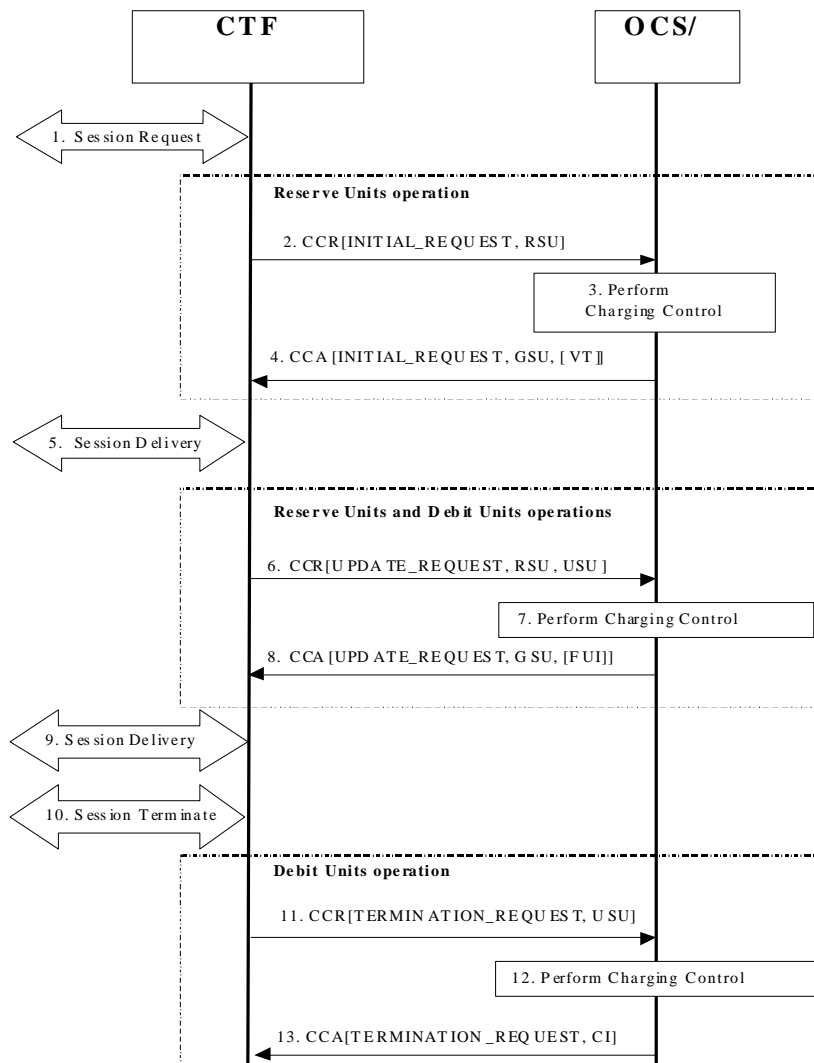 CTF
OCS/
1. Session Request
Reserve Units operation
2. CCR[INITIAL_REQUEST, RSU]
3. Perform
Charging Control
4. CCA [INITIAL_REQUEST, GSU, [VT]]
5. Session Delivery
Reserve Units and Debit Units operations
6. CCR[UPDATE_REQUEST, RSU, USU]
7. Perform Charging Control
8. CCA [UPDATE_REQUEST, GSU, [FUI]]
9. Session Delivery
10. Session Terminate
Debit Units operation
11. CCR[TERMINATION_REQUEST, USU]
12. Perform Charging Control
13. CCA[TERMINATION_REQUEST, CI]